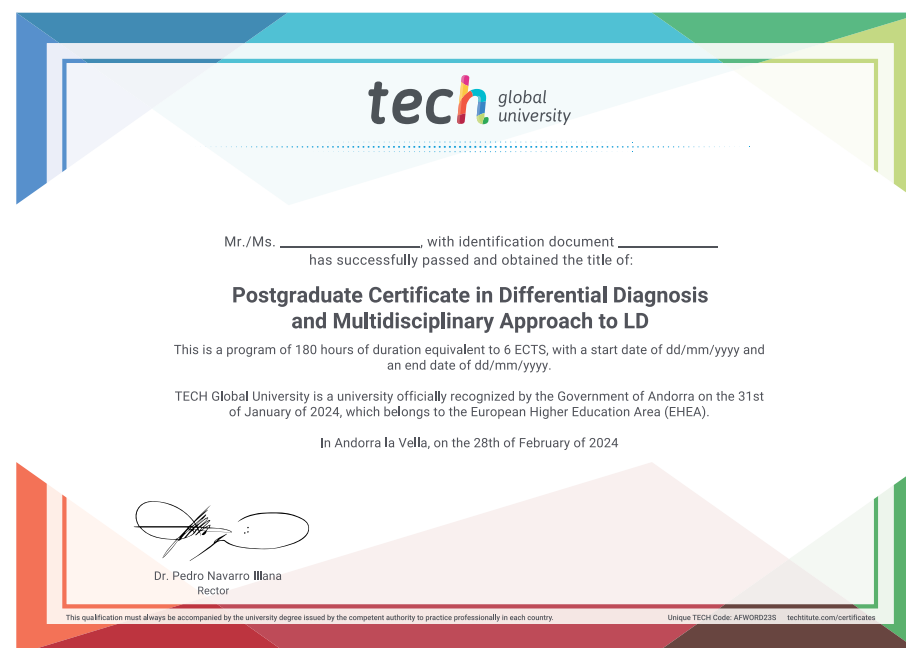 tech global
university
Mr./Ms. ____________, with identification document ____________
has successfully passed and obtained the title of:
Postgraduate Certificate in Differential Diagnosis
and Multidisciplinary Approach to LD
This is a program of 180 hours of duration equivalent to 6 ECTS, with a start date of dd/mm/yyyy and
an end date of dd/mm/yyyy.
TECH Global University is a university officially recognized by the Government of Andorra on the 31st
of January of 2024, which belongs to the European Higher Education Area (EHEA).
In Andorra la Vella, on the 28th of February of 2024
Dr. Pedro Navarro Illana
Rector
This qualification must always be accompanied by the university degree issued by the competent authority to practice professionally in each country.
Unique TECH Code: AFWORD23S techtitute.com/certificates